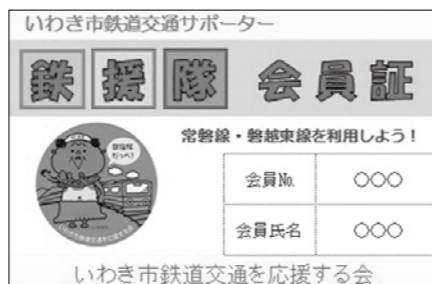 いわき市鉄道交通サポーター
鉄援隊 会員証
常磐線・磐越東線を利用しよう！
会員№ ○○○
会員氏名 ○○○
いわき市鉄道交通を応援する会